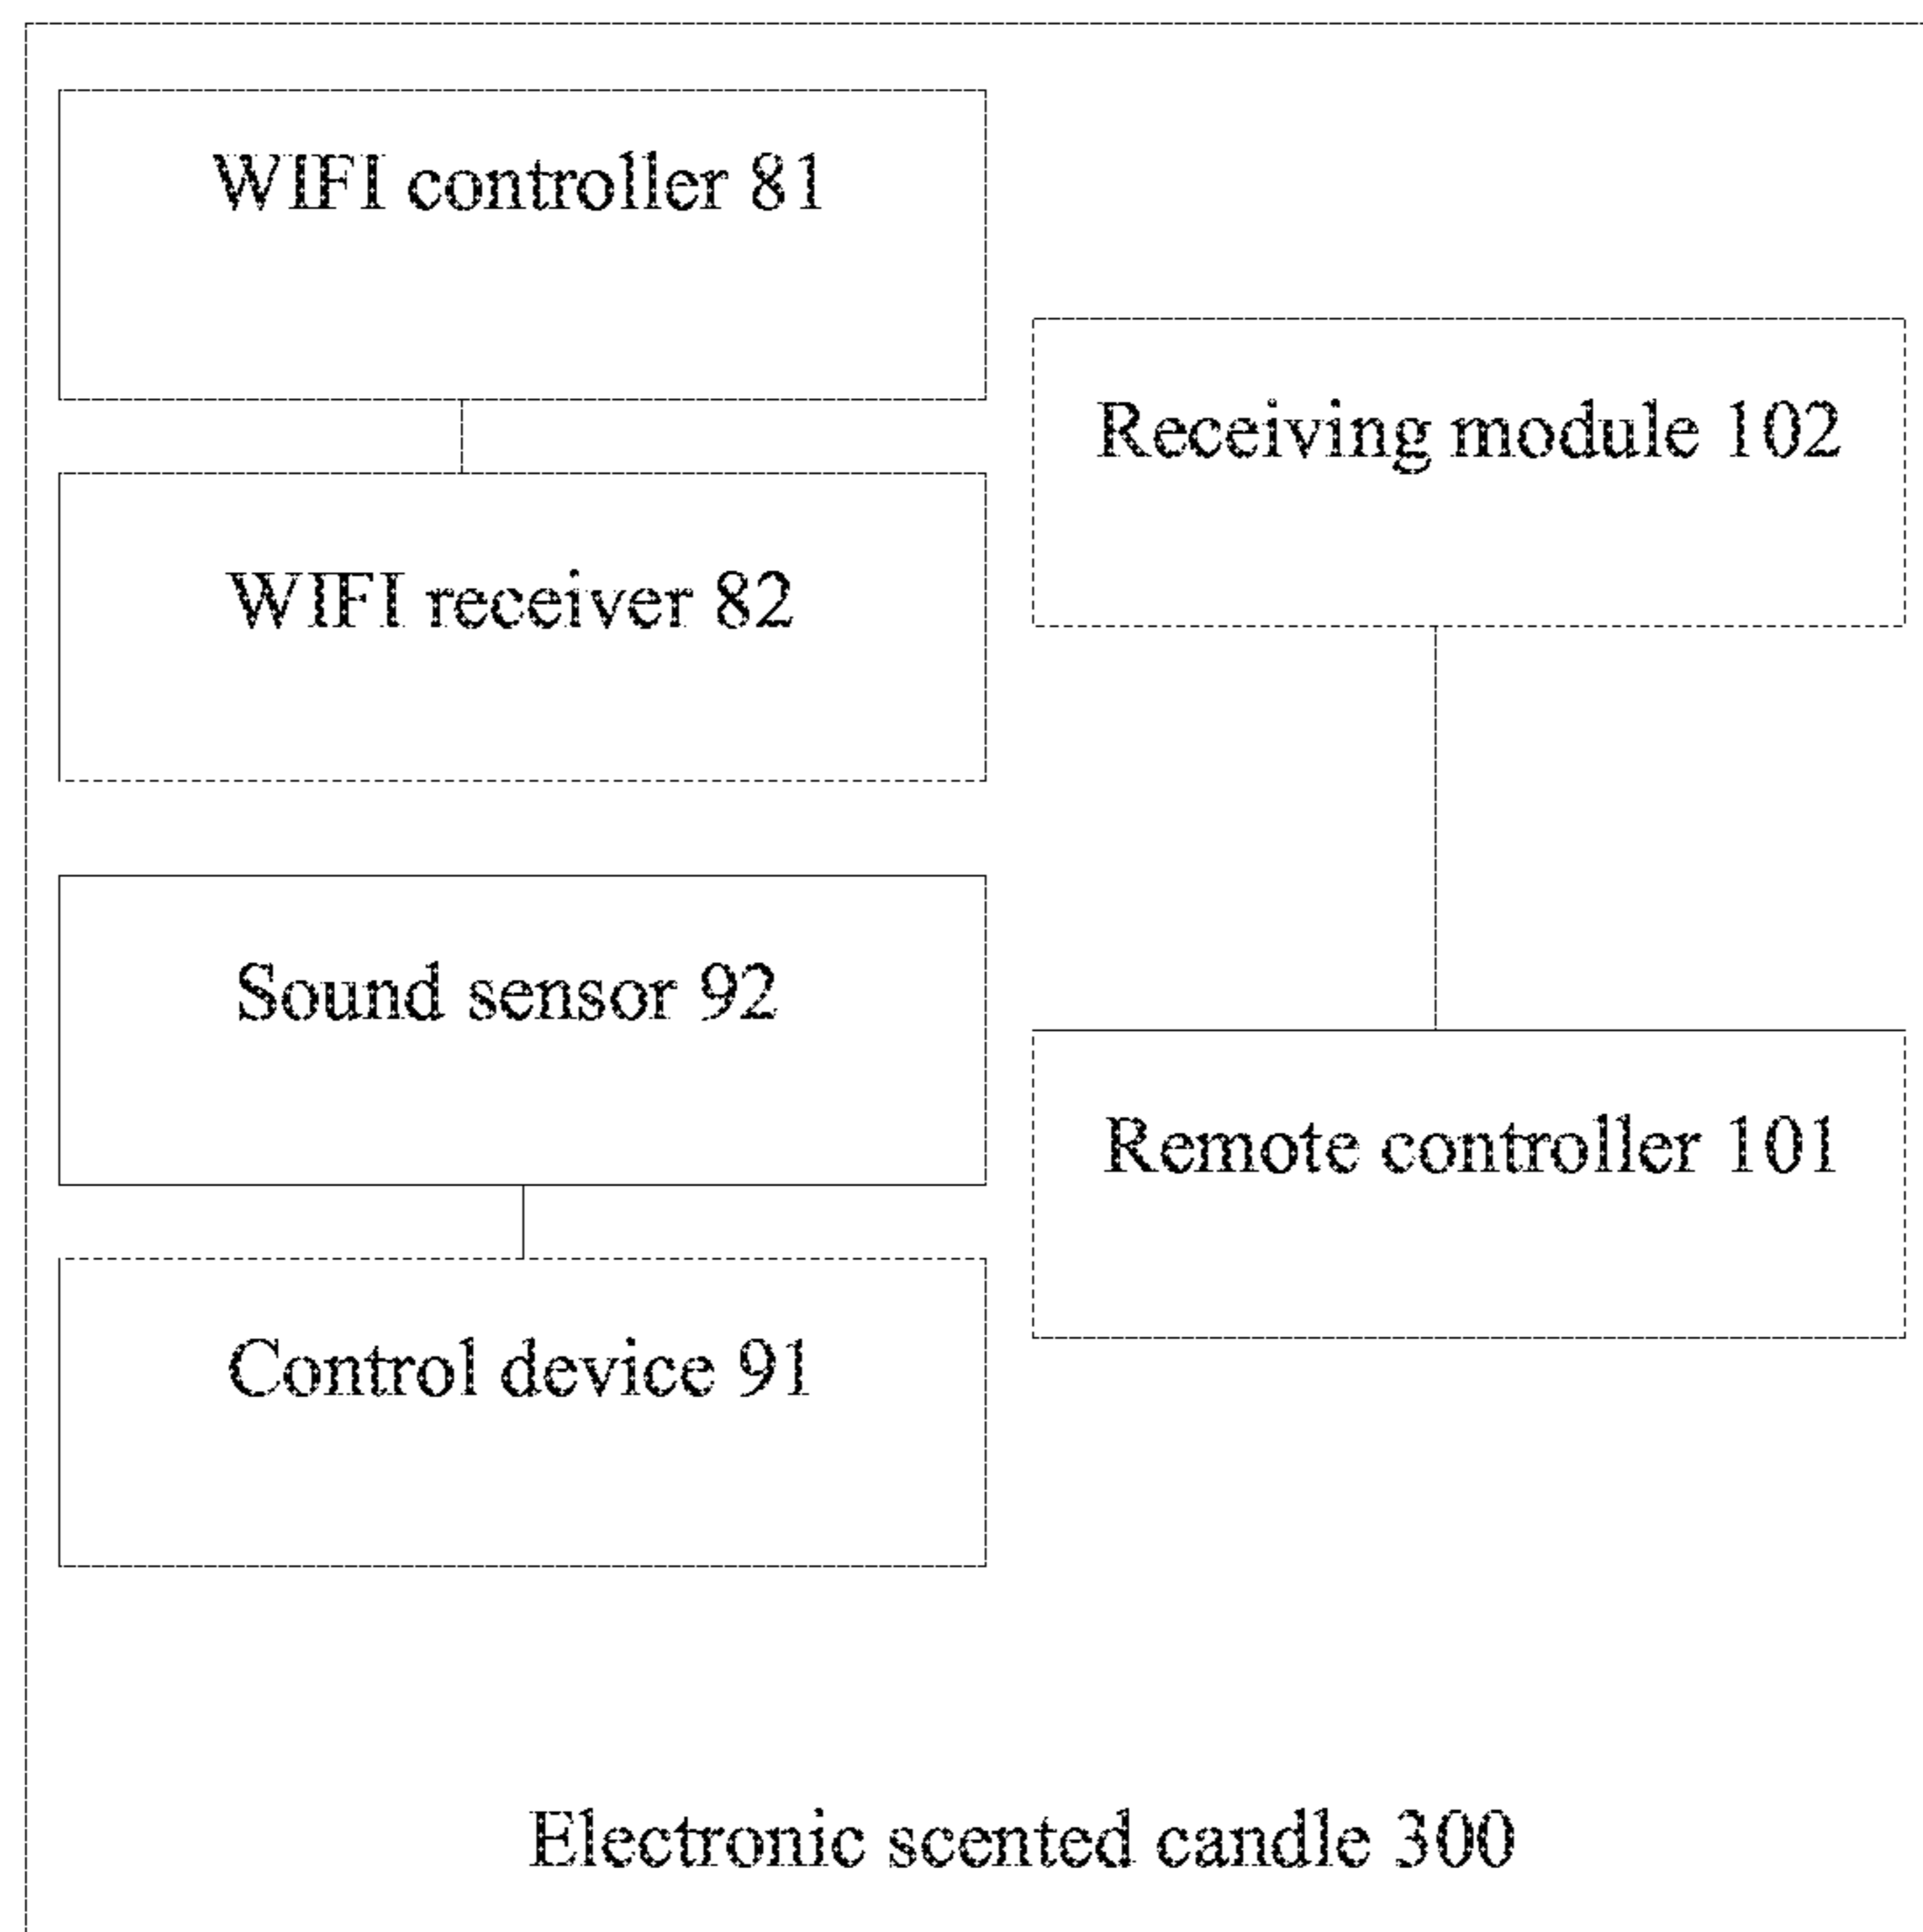 WIFI controller 81
WIFI receiver 82
Sound sensor 92
Control device 91
Receiving module 102
Remote controller 101
Electronic scented candle 300